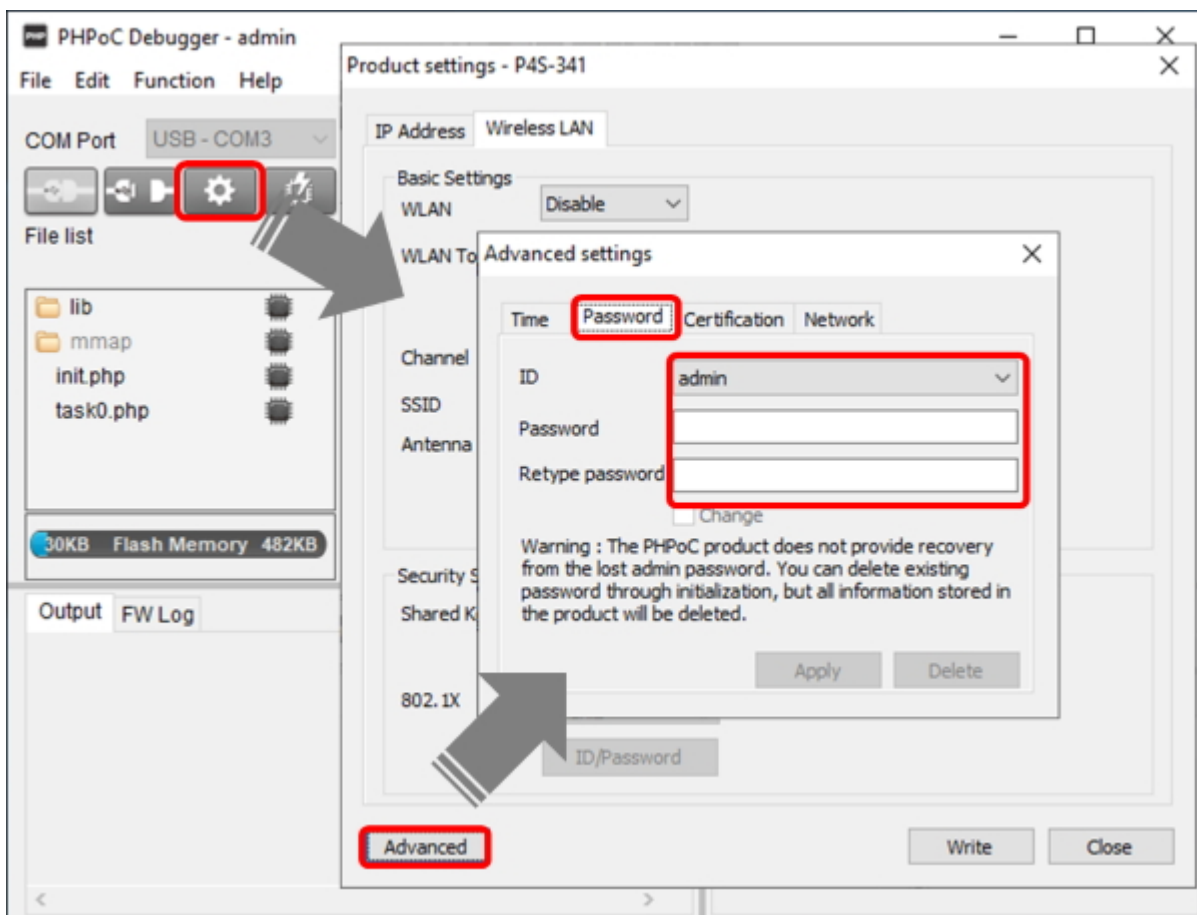 PHPoC Debugger - admin
File Edit Function Help
COM Port USB - COM3
File list
lib
mmap
init.php
task0.php
30KB Flash Memory 482KB
Output FW Log
Product settings - P4S-341
IP Address Wireless LAN
Basic Settings
WLAN Disable
WLAN To
Channel
SSID
Antenna
Security S
Shared K
802.1X
ID/Password
Advanced Write Close
Advanced settings
Time Password Certification Network
ID admin
Password
Retype password
Change
Warning : The PHPoC product does not provide recovery
from the lost admin password. You can delete existing
password through initialization, but all information stored in
the product will be deleted.
Apply Delete